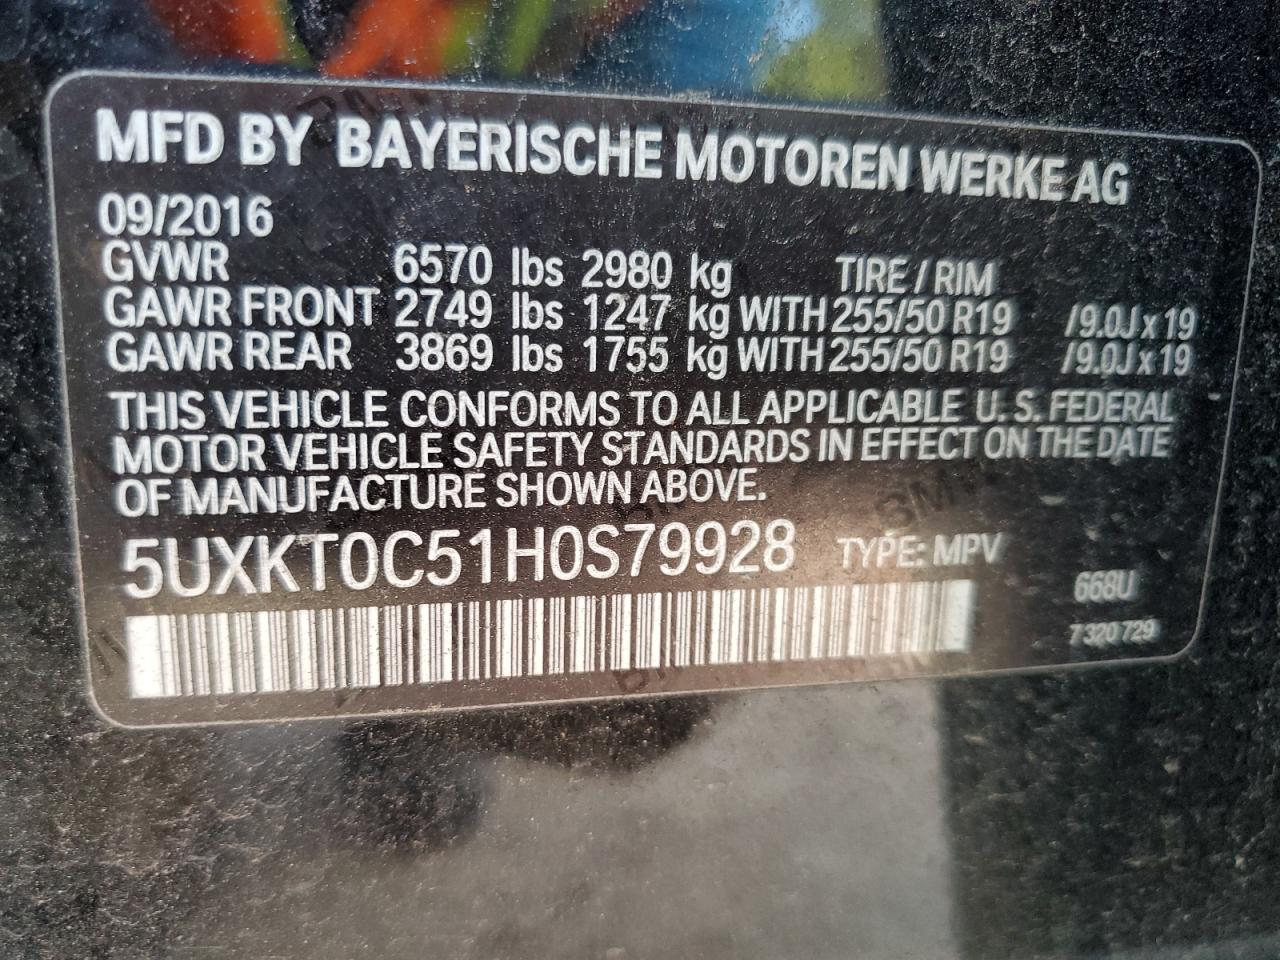 MFD BY BAYERISCHE MOTOREN WERKE AG
09/2016
GVWR 6570 lbs 2980 kg TIRE / RIM
GAWR FRONT 2749 lbs 1247 kg WITH 255/50 R19 /9.0J x 19
GAWR REAR 3869 lbs 1755 kg WITH 255/50 R19 /9.0J x 19
THIS VEHICLE CONFORMS TO ALL APPLICABLE U.S. FEDERAL
MOTOR VEHICLE SAFETY STANDARDS IN EFFECT ON THE DATE
OF MANUFACTURE SHOWN ABOVE.
5UXKT0C51H0S79928 TYPE: MPV
668U
7 320 729